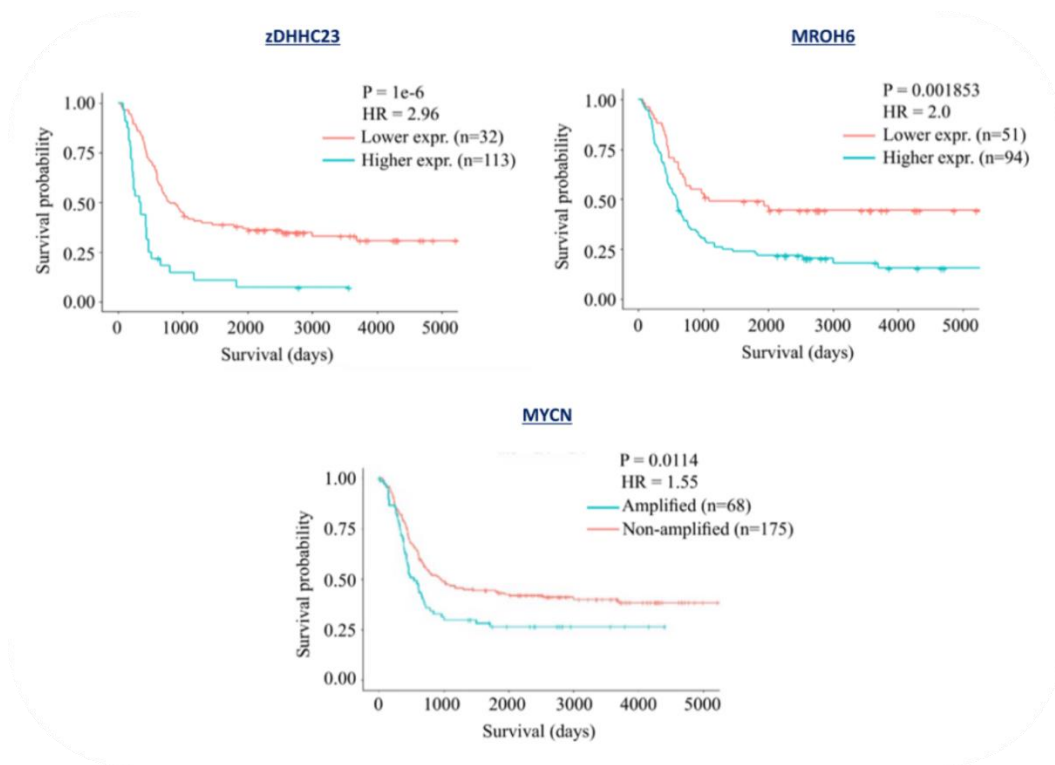 zDHHC23
P = 1e-6
HR = 2.96
Lower expr. (n=32)
Higher expr. (n=113)
Survival probability
1.00
0.75
0.50
0.25
0.00
0 1000 2000 3000 4000 5000
Survival (days)
MROH6
P = 0.001853
HR = 2.0
Lower expr. (n=51)
Higher expr. (n=94)
Survival probability
1.00
0.75
0.50
0.25
0.00
0 1000 2000 3000 4000 5000
Survival (days)
MYCN
P = 0.0114
HR = 1.55
Amplified (n=68)
Non-amplified (n=175)
Survival probability
1.00
0.75
0.50
0.25
0.00
0 1000 2000 3000 4000 5000
Survival (days)